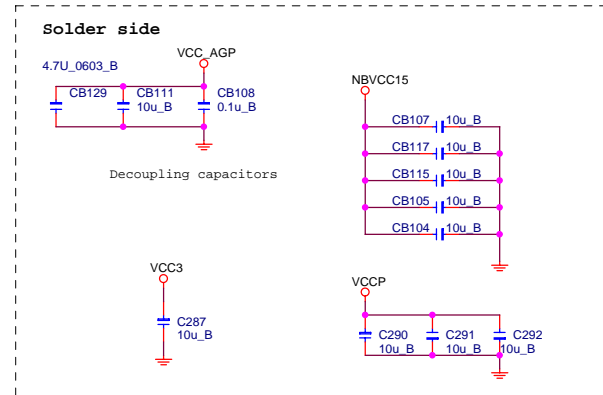 Solder side
VCC_AGP
4.7U_0603_B
CB129 CB111 CB108
10u_B 0.1u_B
Decoupling capacitors
NBVCC15
CB107 10u_B
CB117 10u_B
CB115 10u_B
CB105 10u_B
CB104 10u_B
VCC3
C287
10u_B
VCCP
C290 C291 C292
10u_B 10u_B 10u_B